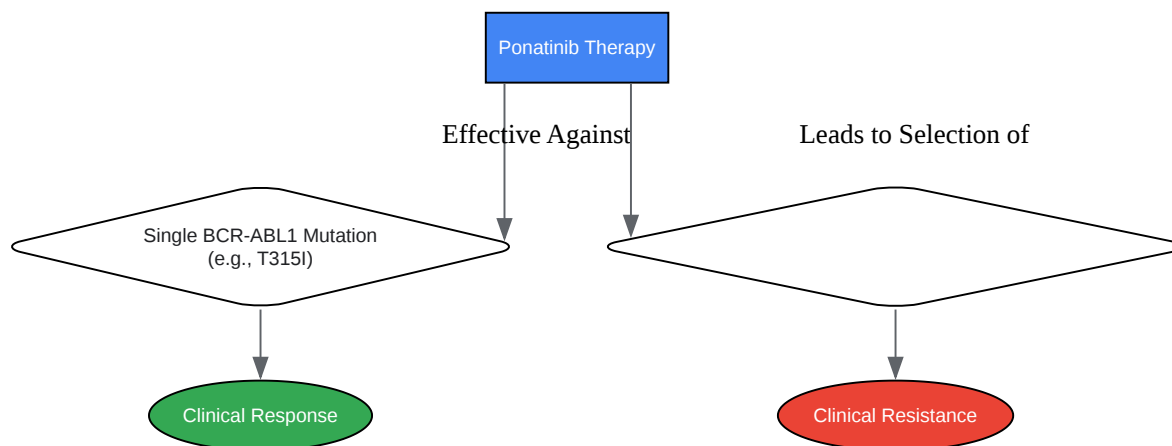 Ponatinib Therapy
Effective Against
Leads to Selection of
Single BCR-ABL1 Mutation
(e.g., T315I)
Clinical Response
Clinical Resistance